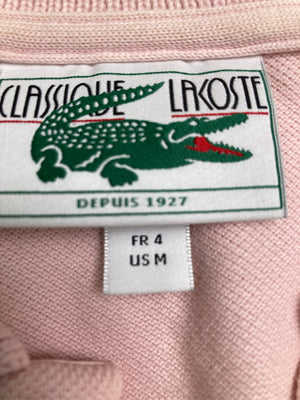 CLASSIQUE LACOSTE
DEPUIS 1927
FR 4
US M